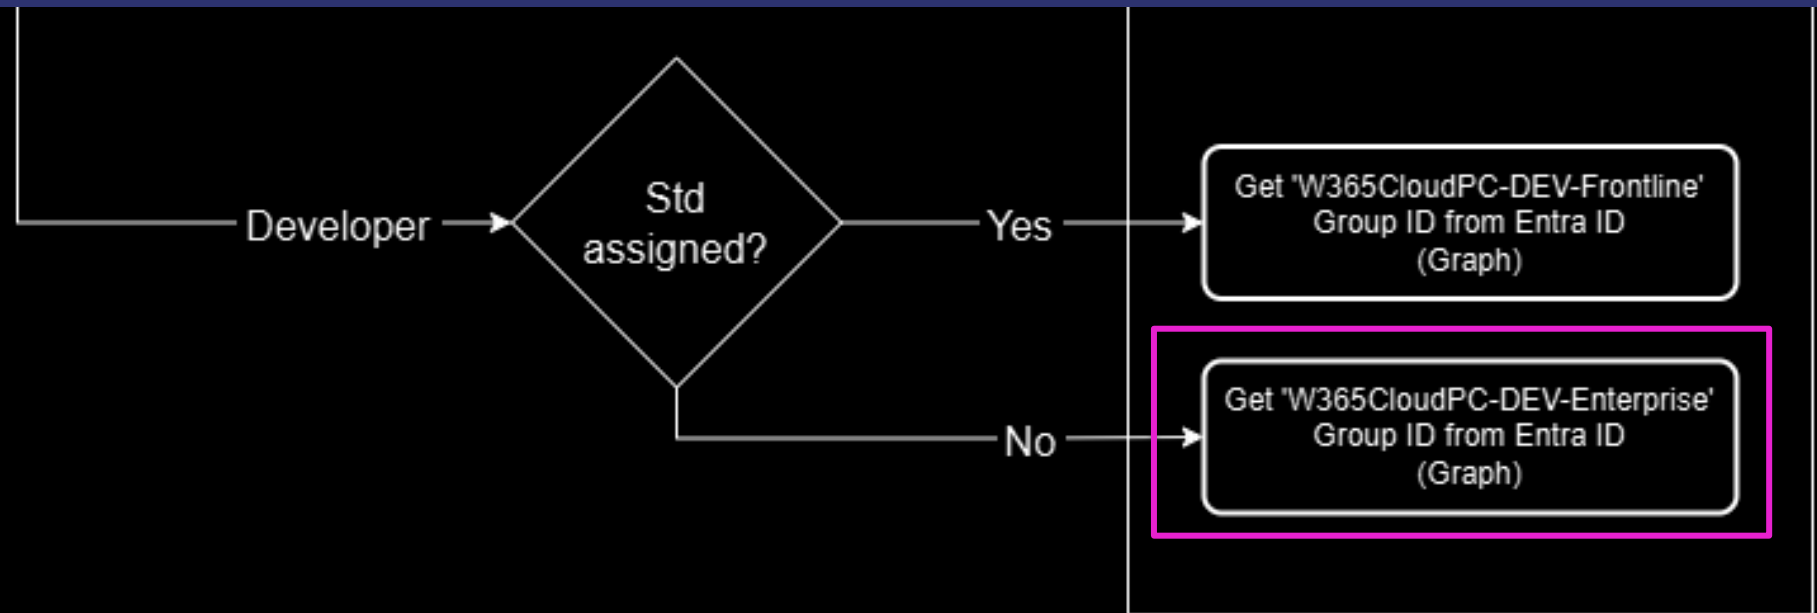 Developer
Std
assigned?
Yes
Get 'W365CloudPC-DEV-Frontline'
Group ID from Entra ID
(Graph)
No
Get 'W365CloudPC-DEV-Enterprise'
Group ID from Entra ID
(Graph)